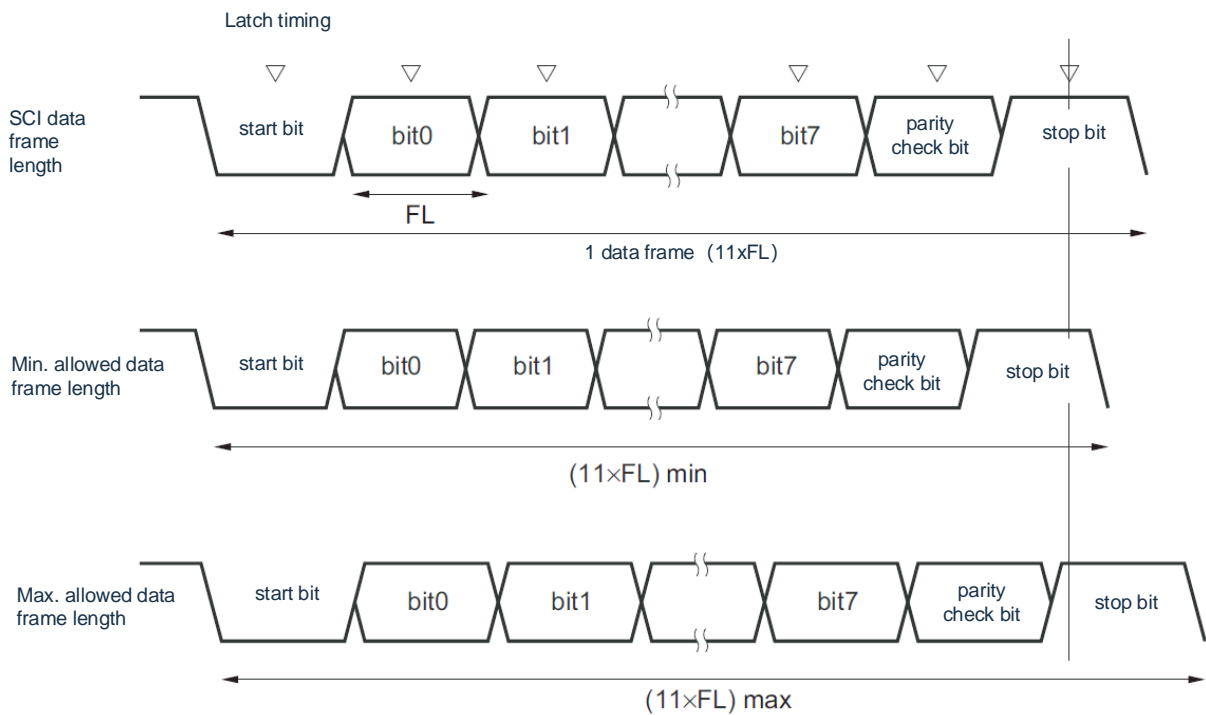 Latch timing
SCI data
frame
length
start bit
bit0
bit1
bit7
parity
check bit
stop bit
FL
1 data frame (11xFL)
Min. allowed data
frame length
start bit
bit0
bit1
bit7
parity
check bit
stop bit
(11×FL) min
Max. allowed data
frame length
start bit
bit0
bit1
bit7
parity
check bit
stop bit
(11×FL) max